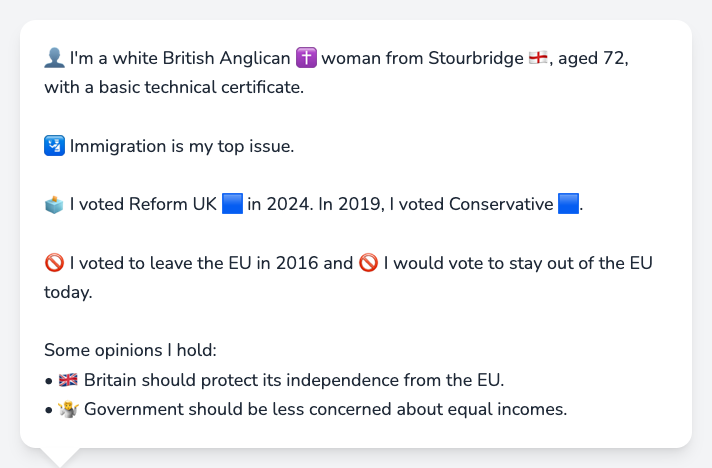 👤 I'm a white British Anglican ✝️ woman from Stourbridge 🏴󠁧󠁢󠁥󠁮󠁧󠁿, aged 72,
with a basic technical certificate.
🛂 Immigration is my top issue.
🗳️ I voted Reform UK 🟦 in 2024. In 2019, I voted Conservative 🟦.
🚫 I voted to leave the EU in 2016 and 🚫 I would vote to stay out of the EU
today.
Some opinions I hold:
• 🇬🇧 Britain should protect its independence from the EU.
• 🤷 Government should be less concerned about equal incomes.